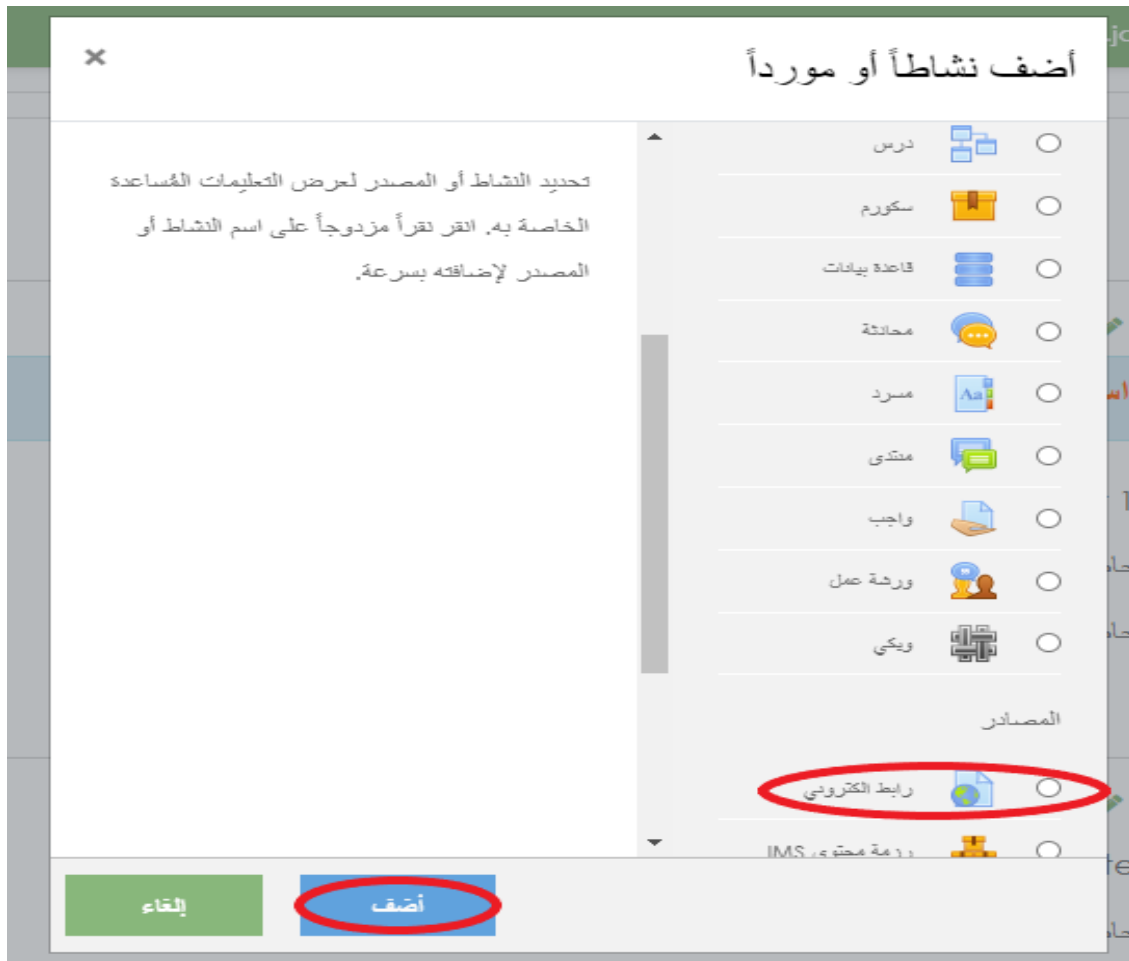 أضف نشاطاً أو مورداً
×
درس
سكورم
قاعدة بيانات
محادثة
مسرد
منتدى
واجب
ورشة عمل
ويكي
المصادر
رابط الكتروني
رزمة محتوى IMS
تحديد النشاط أو المصدر لعرض التعليمات المُساعدة
الخاصة به. انقر نقراً مزدوجاً على اسم النشاط أو
المصدر لإضافته بسرعة.
أضف
إلغاء